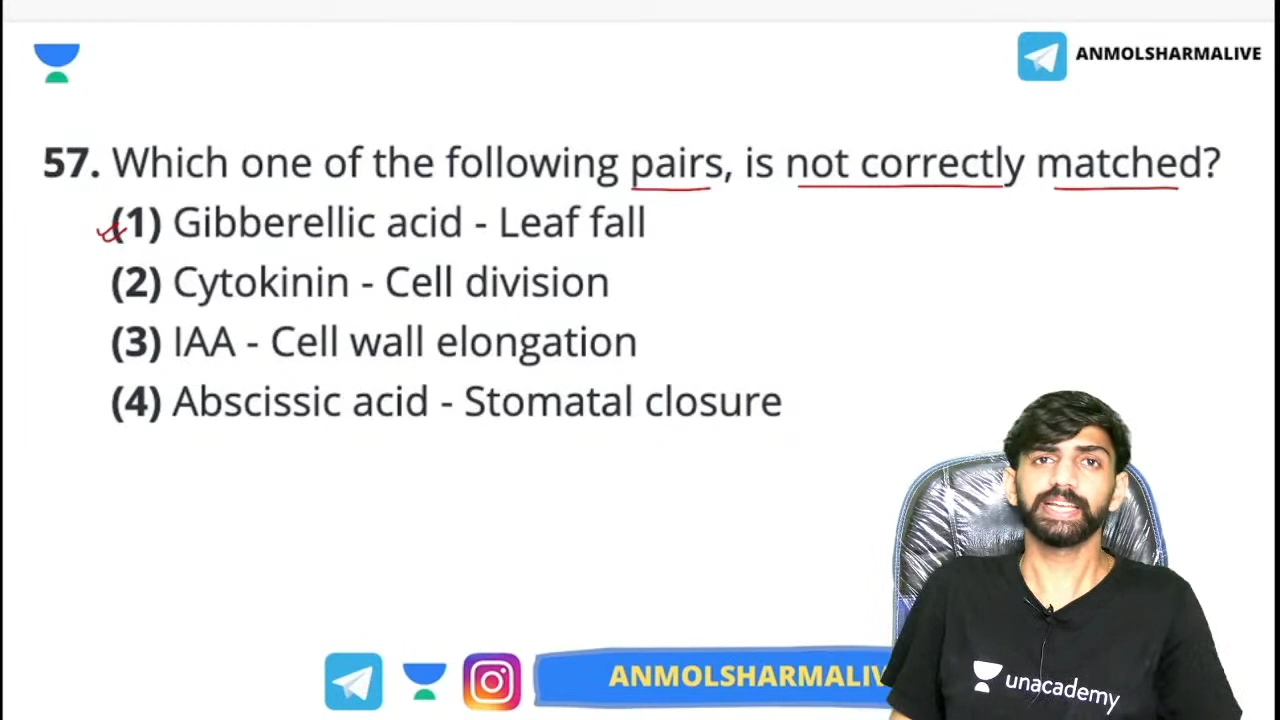 ANMOLSHARMALIVE
57. Which one of the following pairs, is not correctly matched?
(1) Gibberellic acid - Leaf fall
(2) Cytokinin - Cell division
(3) IAA - Cell wall elongation
(4) Abscissic acid - Stomatal closure
ANMOLSHARMALIV
unacademy